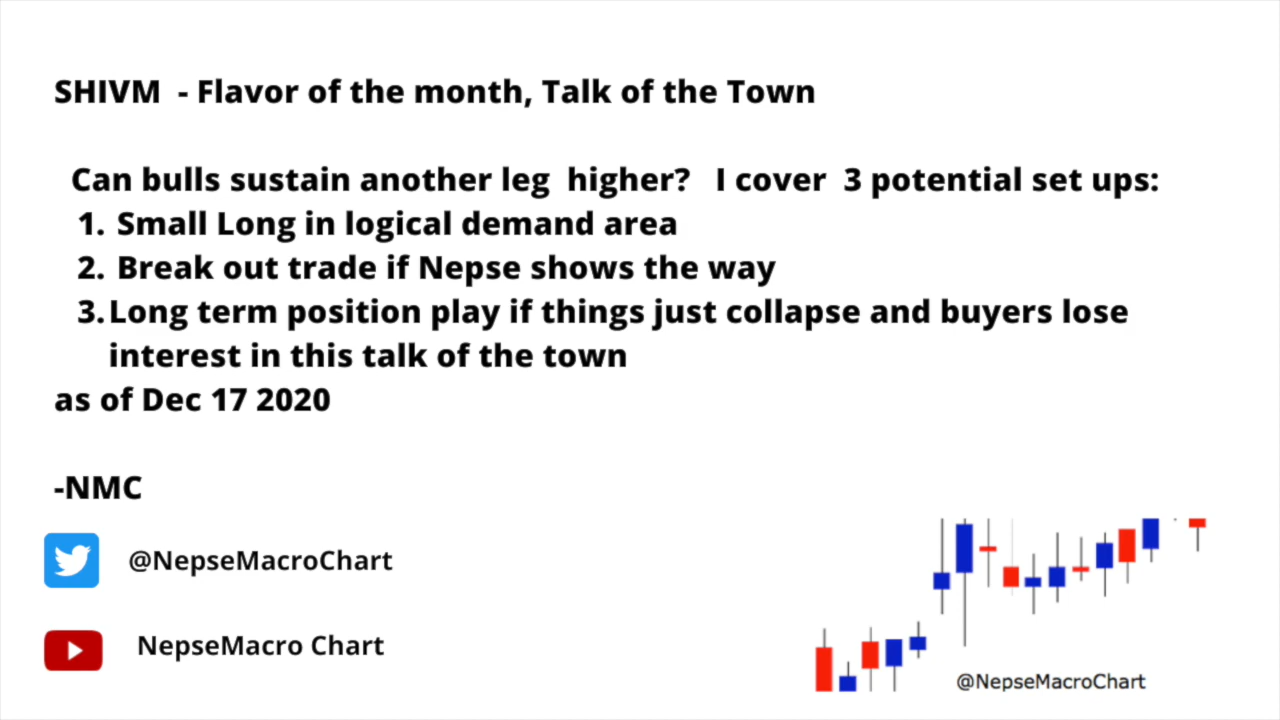 SHIVM - Flavor of the month, Talk of the Town
Can bulls sustain another leg higher? I cover 3 potential set ups:
1. Small Long in logical demand area
2. Break out trade if Nepse shows the way
3. Long term position play if things just collapse and buyers lose
interest in this talk of the town
as of Dec 17 2020
-NMC
@NepseMacroChart
NepseMacro Chart
@NepseMacroChart